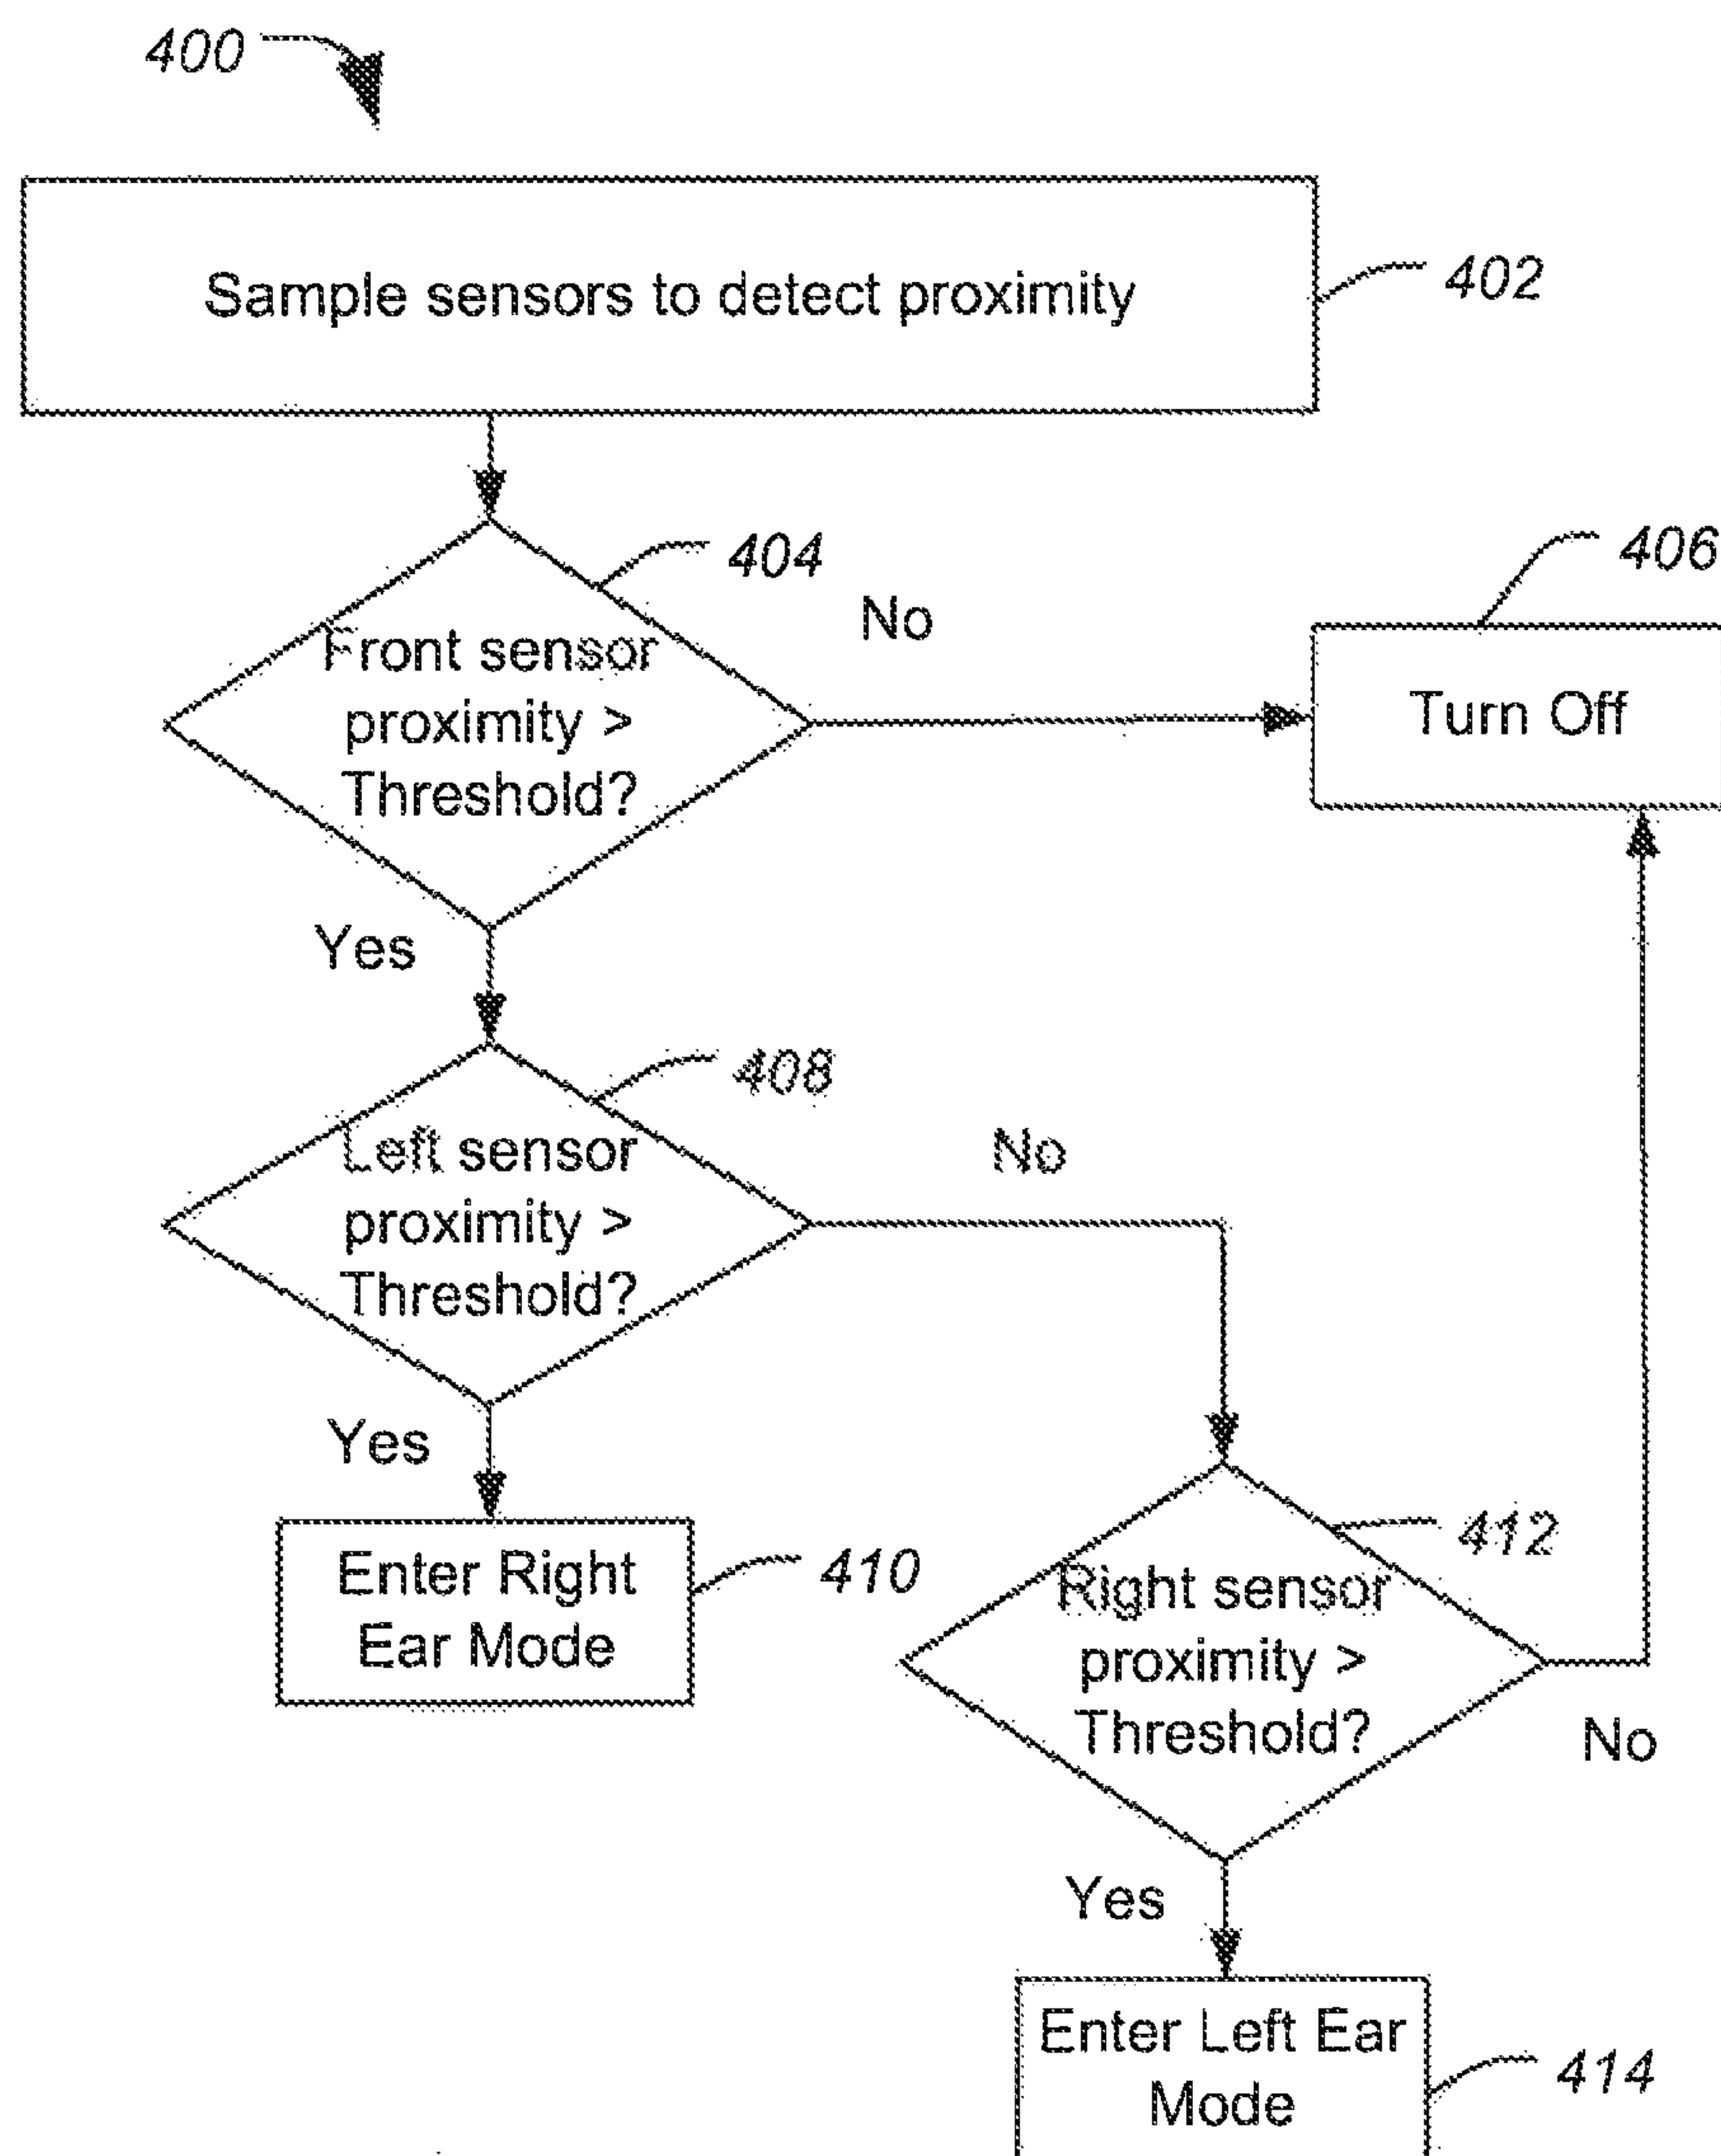 400
Sample sensors to detect proximity
402
404
Front sensor
proximity >
Threshold?
No
406
Turn Off
Yes
408
Left sensor
proximity >
Threshold?
No
Yes
Enter Right
Ear Mode
410
412
Right sensor
proximity >
Threshold?
No
Yes
Enter Left Ear
Mode
414